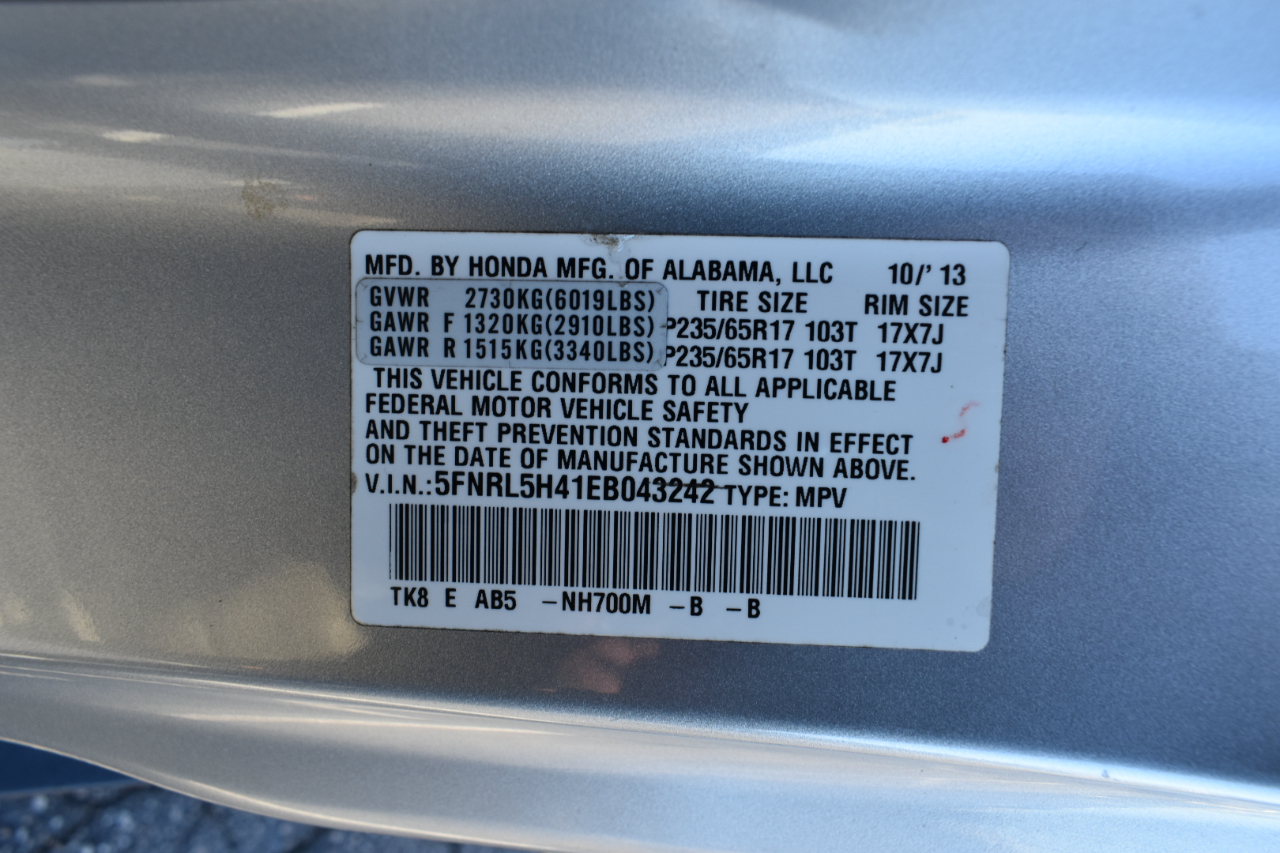 MFD. BY HONDA MFG. OF ALABAMA, LLC 10/' 13
GVWR 2730KG(6019LBS) TIRE SIZE RIM SIZE
GAWR F 1320KG(2910LBS) P235/65R17 103T 17X7J
GAWR R 1515KG(3340LBS) P235/65R17 103T 17X7J
THIS VEHICLE CONFORMS TO ALL APPLICABLE
FEDERAL MOTOR VEHICLE SAFETY
AND THEFT PREVENTION STANDARDS IN EFFECT
ON THE DATE OF MANUFACTURE SHOWN ABOVE.
V.I.N.: 5FNRL5H41EB043242 TYPE: MPV
TK8 E AB5 -NH700M -B -B